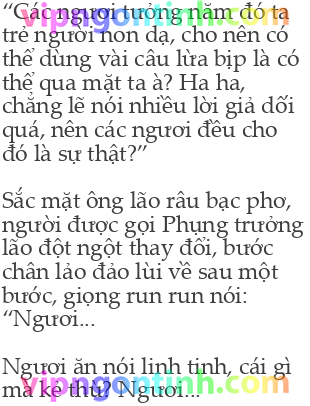 “Các ngươi tưởng năm đó ta
trẻ người non dạ, cho nên có
thể dùng vài câu lừa bịp là có
thể qua mặt ta à? Ha ha,
chẳng lẽ nói nhiều lời giả dối
quá, nên các ngươi đều cho
đó là sự thật?”
Sắc mặt ông lão râu bạc phơ,
người được gọi Phụng trưởng
lão đột ngột thay đổi, bước
chân lảo đảo lùi về sau một
bước, giọng run run nói:
“Ngươi...
Ngươi ăn nói linh tinh, cái gì
mà kẻ thù? Ngươi...
vipngontinh.com
vipngontinh.com